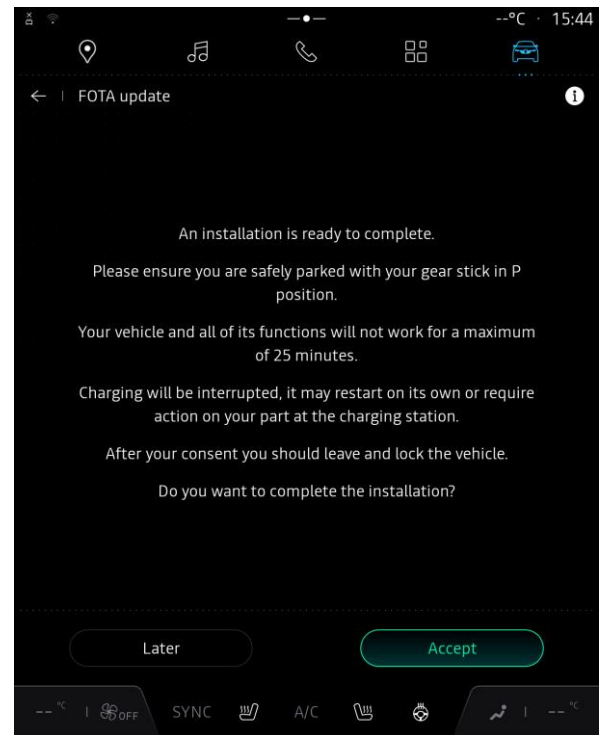 --°C · 15:44
FOTA update
An installation is ready to complete.
Please ensure you are safely parked with your gear stick in P
position.
Your vehicle and all of its functions will not work for a maximum
of 25 minutes.
Charging will be interrupted, it may restart on its own or require
action on your part at the charging station.
After your consent you should leave and lock the vehicle.
Do you want to complete the installation?
Later
Accept
-- °C
OFF
SYNC
A/C
-- °C